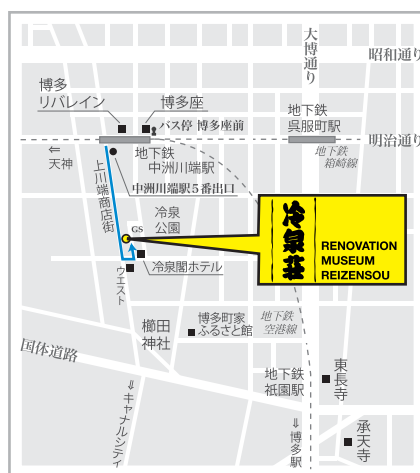 大博通り
昭和通り
博多
リバレイン
博多座
バス停 博多座前
地下鉄
呉服町駅
明治通り
⇐
天神
地下鉄
中洲川端駅
地下鉄
箱崎線
中洲川端駅5番出口
上川端商店街
冷泉
公園
GS
冷泉荘
RENOVATION
MUSEUM
REIZENSOU
冷泉閣ホテル
ウエスト
櫛田
神社
博多町家
ふるさと館
地下鉄
空港線
国体道路
地下鉄
祇園駅
東長寺
⇓キャナルシティ
⇓博多駅
承天寺